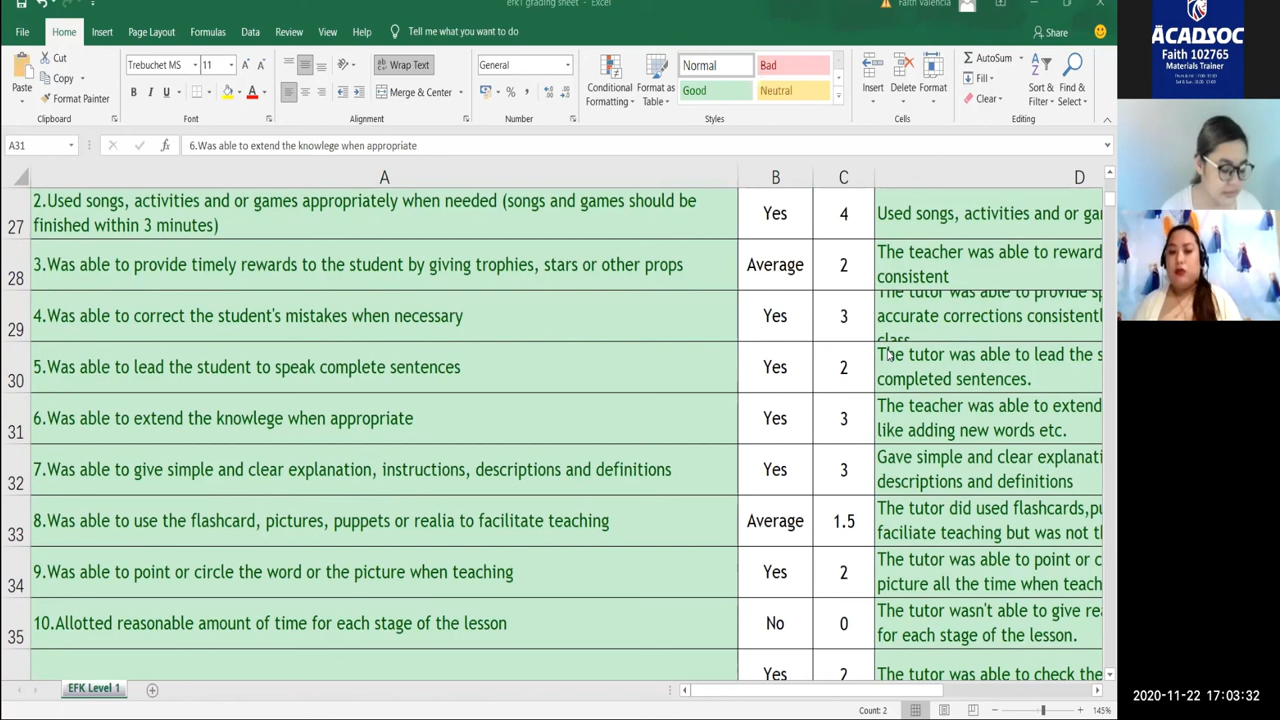 efk1 grading sheet - Excel
Faith Valencia
File
Home
Insert
Page Layout
Formulas
Data
Review
View
Help
Tell me what you want to do
Share
Paste
Cut
Copy
Format Painter
Clipboard
Trebuchet MS
11
B I U
Font
Wrap Text
Merge & Center
Alignment
General
Number
Conditional
Formatting
Format as
Table
Normal
Bad
Good
Neutral
Styles
Insert
Delete
Format
Cells
AutoSum
Fill
Clear
Sort &
Filter
Find &
Select
Editing
A31
6.Was able to extend the knowlege when appropriate
A B C D
27
2.Used songs, activities and or games appropriately when needed (songs and games should be
finished within 3 minutes)
Yes
4
Used songs, activities and or ga
28
3.Was able to provide timely rewards to the student by giving trophies, stars or other props
Average
2
The teacher was able to reward
consistent
29
4.Was able to correct the student's mistakes when necessary
Yes
3
The tutor was able to provide sp
accurate corrections consistentl
class
30
5.Was able to lead the student to speak complete sentences
Yes
2
The tutor was able to lead the s
completed sentences.
31
6.Was able to extend the knowlege when appropriate
Yes
3
The teacher was able to extend
like adding new words etc.
32
7.Was able to give simple and clear explanation, instructions, descriptions and definitions
Yes
3
Gave simple and clear explanati
descriptions and definitions
33
8.Was able to use the flashcard, pictures, puppets or realia to facilitate teaching
Average
1.5
The tutor did used flashcards,pu
faciliate teaching but was not th
34
9.Was able to point or circle the word or the picture when teaching
Yes
2
The tutor was able to point or c
picture all the time when teach
35
10.Allotted reasonable amount of time for each stage of the lesson
No
0
The tutor wasn't able to give rea
for each stage of the lesson.
Yes
2
The tutor was able to check the
EFK Level 1
Count: 2
145%
ACADSOC
Faith 102765
Materials Trainer
2020-11-22 17:03:32